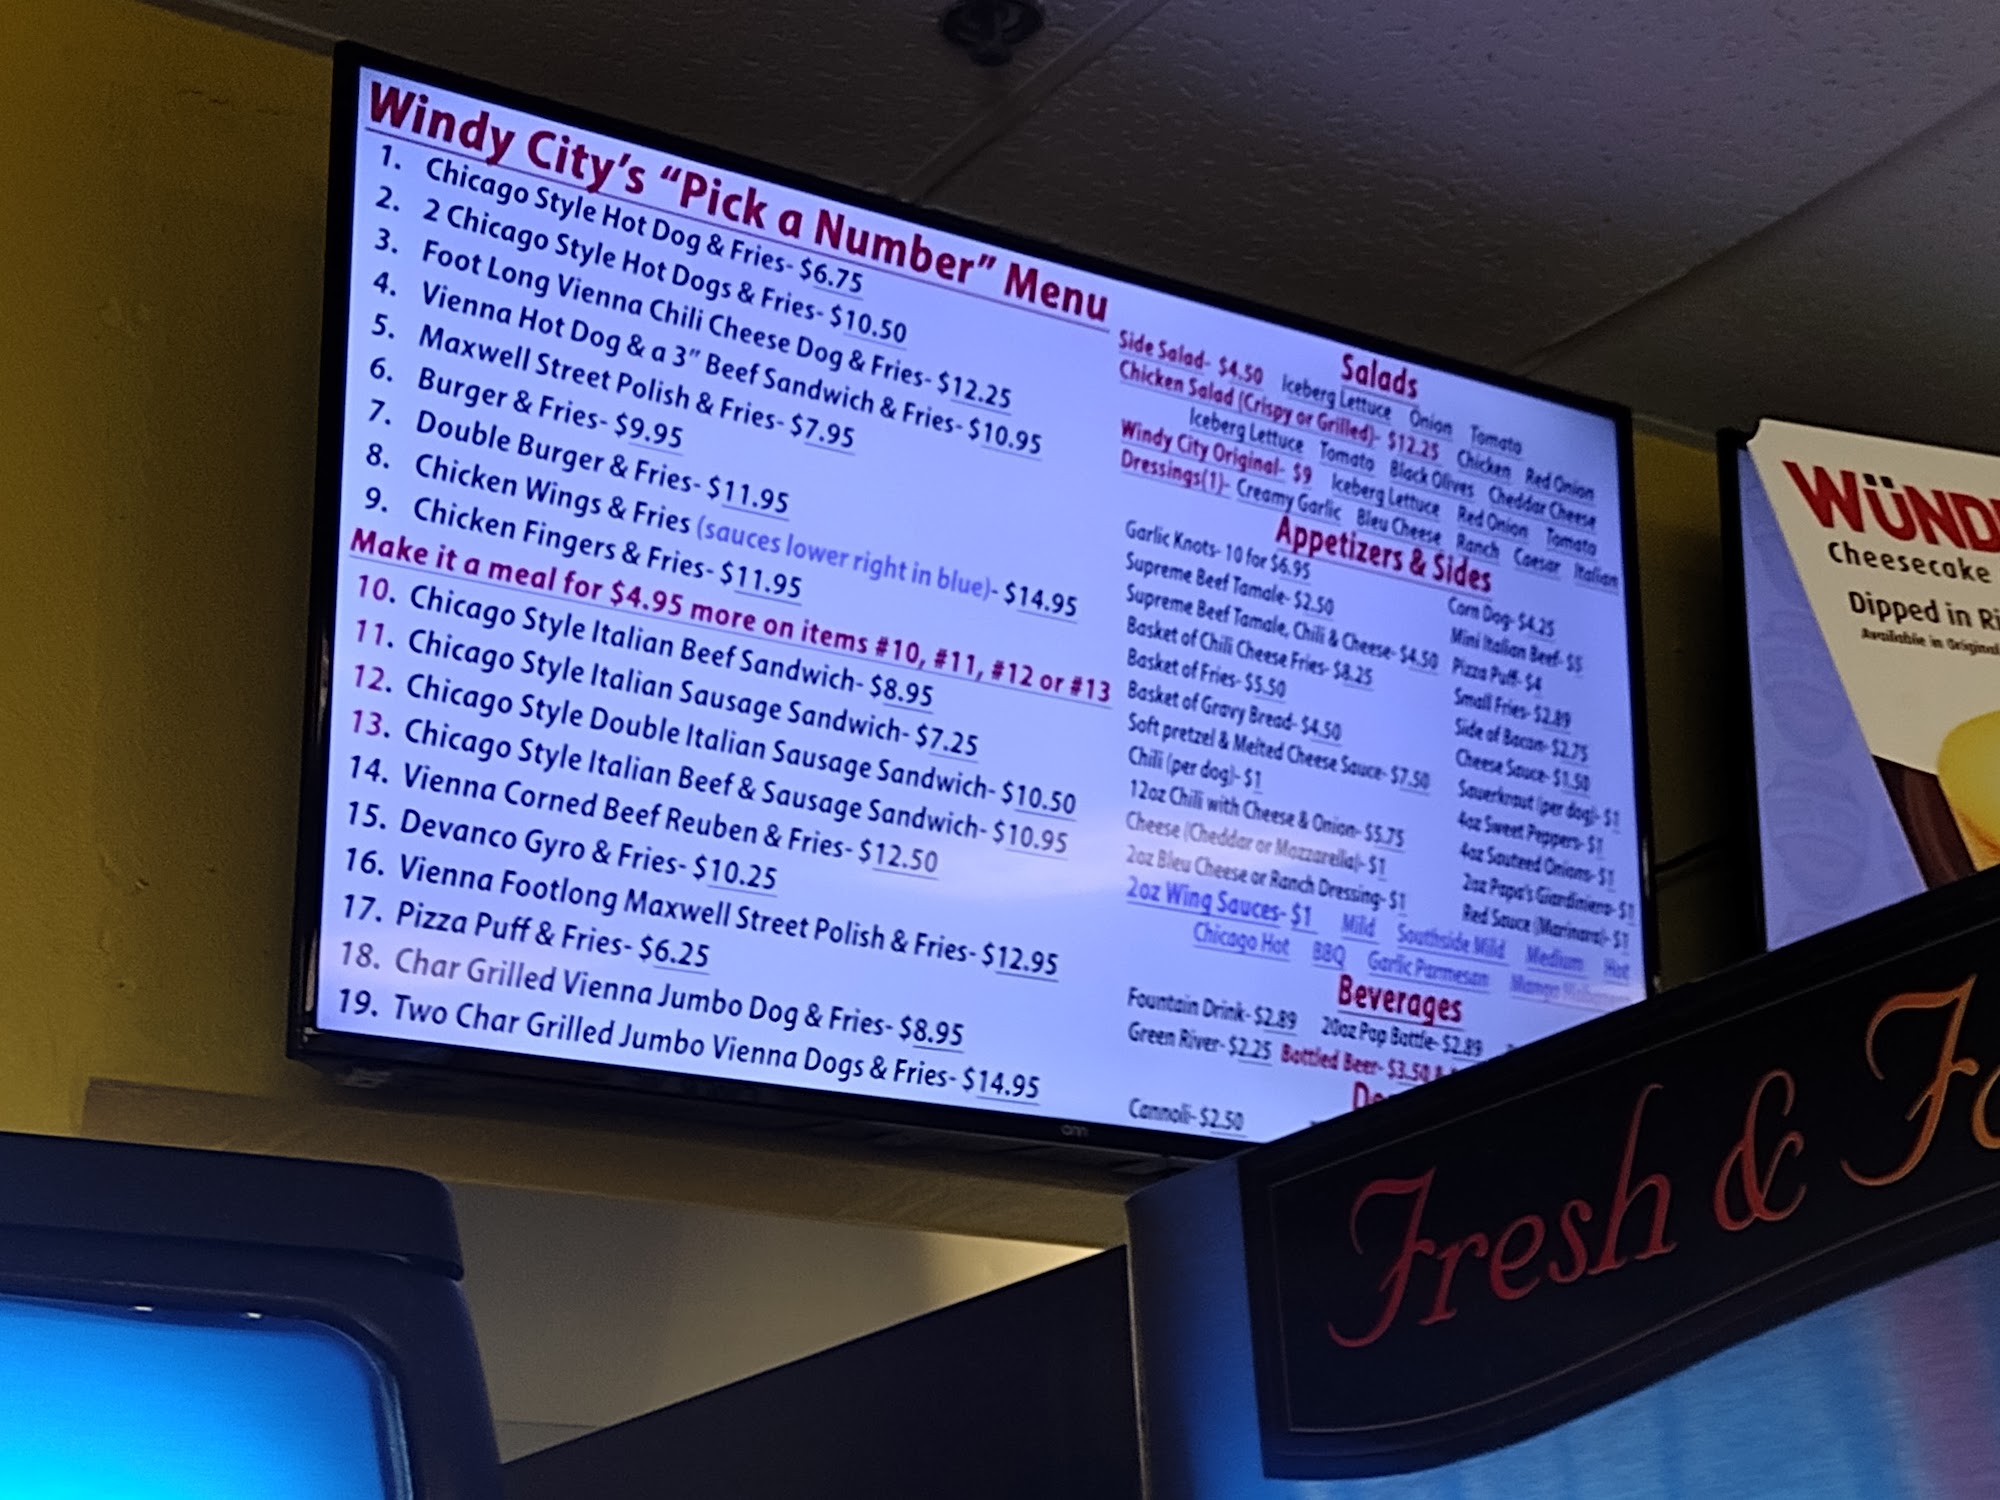 Windy City's "Pick a Number" Menu
1. Chicago Style Hot Dog & Fries- $6.75
2. 2 Chicago Style Hot Dogs & Fries- $10.50
3. Foot Long Vienna Chili Cheese Dog & Fries- $12.25
4. Vienna Hot Dog & a 3" Beef Sandwich & Fries- $10.95
5. Maxwell Street Polish & Fries- $7.95
6. Burger & Fries- $9.95
7. Double Burger & Fries- $11.95
8. Chicken Wings & Fries (sauces lower right in blue)- $14.95
9. Chicken Fingers & Fries- $11.95
Make it a meal for $4.95 more on items #10, #11, #12 or #13
10. Chicago Style Italian Beef Sandwich- $8.95
11. Chicago Style Italian Sausage Sandwich- $7.25
12. Chicago Style Double Italian Sausage Sandwich- $10.50
13. Chicago Style Italian Beef & Sausage Sandwich- $10.95
14. Vienna Corned Beef Reuben & Fries- $12.50
15. Devanco Gyro & Fries- $10.25
16. Vienna Footlong Maxwell Street Polish & Fries- $12.95
17. Pizza Puff & Fries- $6.25
18. Char Grilled Vienna Jumbo Dog & Fries- $8.95
19. Two Char Grilled Jumbo Vienna Dogs & Fries- $14.95
Salads
Side Salad- $4.50 Iceberg Lettuce Onion Tomato
Chicken Salad (Crispy or Grilled)- $12.25 Chicken Red Onion
Iceberg Lettuce Tomato Black Olives Cheddar Cheese
Windy City Original- $9 Iceberg Lettuce Red Onion Tomato
Dressings(1)- Creamy Garlic Bleu Cheese Ranch Caesar Italian
Appetizers & Sides
Garlic Knots- 10 for $6.95
Supreme Beef Tamale- $2.50
Supreme Beef Tamale, Chili & Cheese- $4.50
Basket of Chili Cheese Fries- $8.25
Basket of Fries- $5.50
Basket of Gravy Bread- $4.50
Soft pretzel & Melted Cheese Sauce- $7.50
Chili (per dog)- $1
12oz Chili with Cheese & Onion- $5.75
Cheese (Cheddar or Mozzarella)- $1
2oz Bleu Cheese or Ranch Dressing- $1
Corn Dog- $4.25
Mini Italian Beef- $5
Pizza Puff- $4
Small Fries- $2.89
Side of Bacon- $2.75
Cheese Sauce- $1.50
Sauerkraut (per dog)- $1
4oz Sweet Peppers- $1
4oz Sauteed Onions- $1
2oz Papa's Giardiniera- $1
Red Sauce (Marinara)- $1
2oz Wing Sauces- $1 Mild Southside Mild Medium Hot
Chicago Hot BBQ Garlic Parmesan Mango
Beverages
Fountain Drink- $2.89 20oz Pop Bottle- $2.89
Green River- $2.25 Bottled Beer- $3.50 &
Cannoli- $2.50
WÜND
Cheesecake
Dipped in Ri
Available in Original
Fresh & Fa